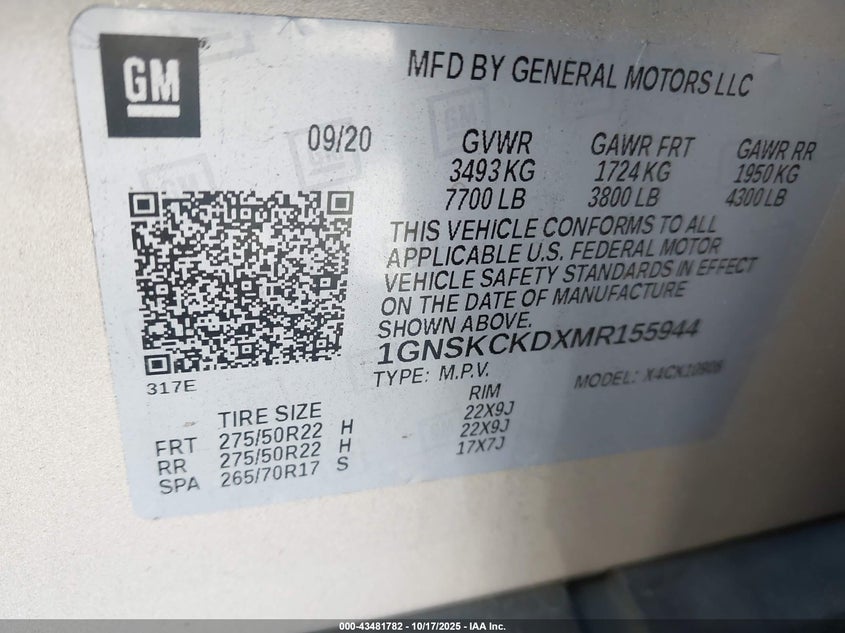 GM
MFD BY GENERAL MOTORS LLC
09/20
GVWR GAWR FRT GAWR RR
3493 KG 1724 KG 1950 KG
7700 LB 3800 LB 4300 LB
THIS VEHICLE CONFORMS TO ALL
APPLICABLE U.S. FEDERAL MOTOR
VEHICLE SAFETY STANDARDS IN EFFECT
ON THE DATE OF MANUFACTURE
SHOWN ABOVE.
1GNSKCKDXMR155944
TYPE: M.P.V. MODEL:
317E
TIRE SIZE RIM
FRT 275/50R22 H 22X9J
RR 275/50R22 H 22X9J
SPA 265/70R17 S 17X7J
000-43481782 - 10/17/2025 - IAA Inc.